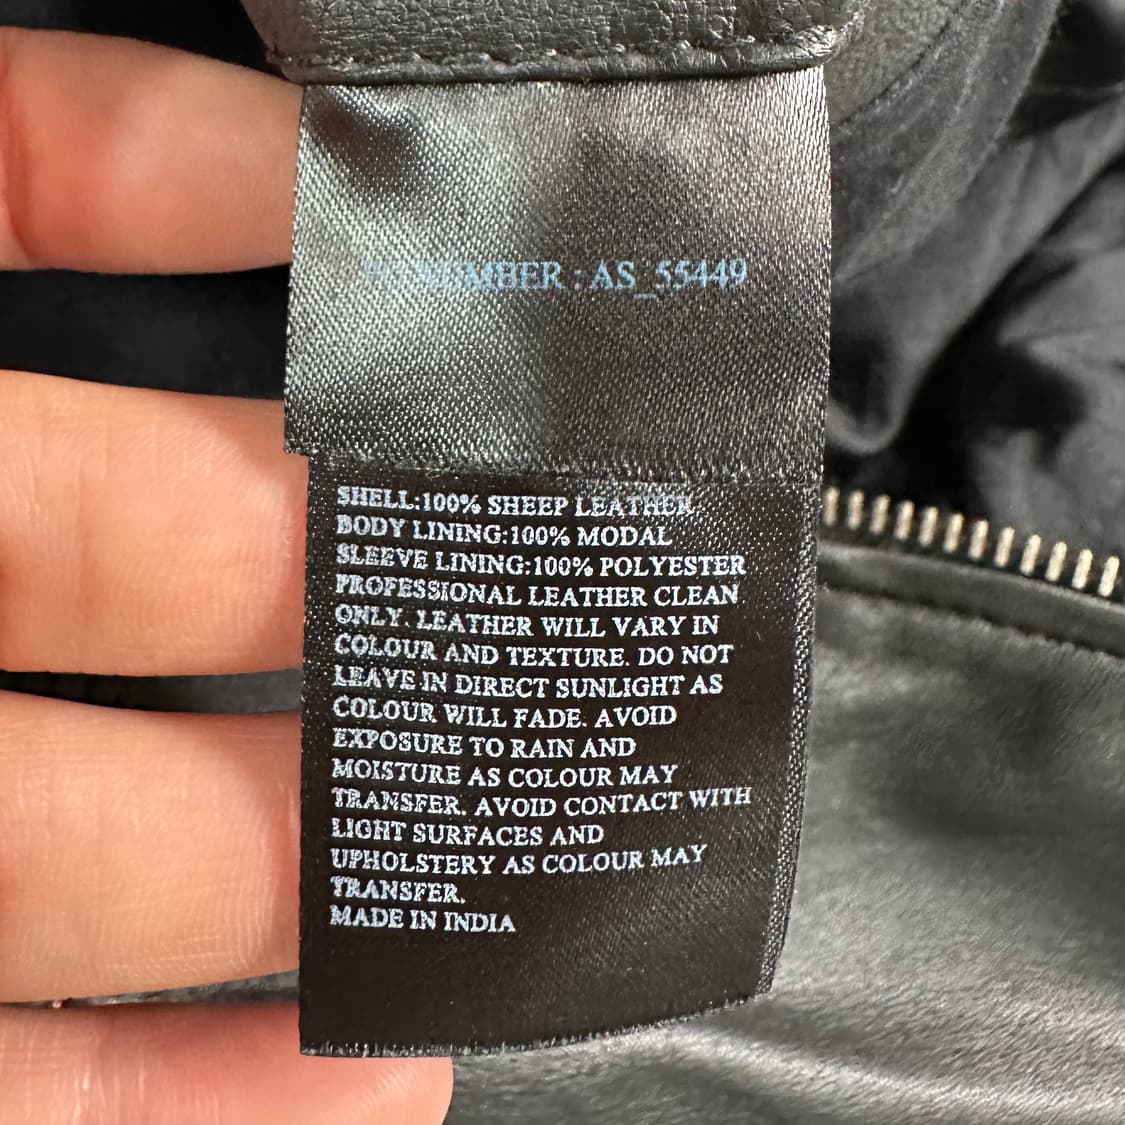 NUMBER : AS_55449
SHELL:100% SHEEP LEATHER
BODY LINING:100% MODAL
SLEEVE LINING:100% POLYESTER
PROFESSIONAL LEATHER CLEAN
ONLY. LEATHER WILL VARY IN
COLOUR AND TEXTURE. DO NOT
LEAVE IN DIRECT SUNLIGHT AS
COLOUR WILL FADE. AVOID
EXPOSURE TO RAIN AND
MOISTURE AS COLOUR MAY
TRANSFER. AVOID CONTACT WITH
LIGHT SURFACES AND
UPHOLSTERY AS COLOUR MAY
TRANSFER.
MADE IN INDIA